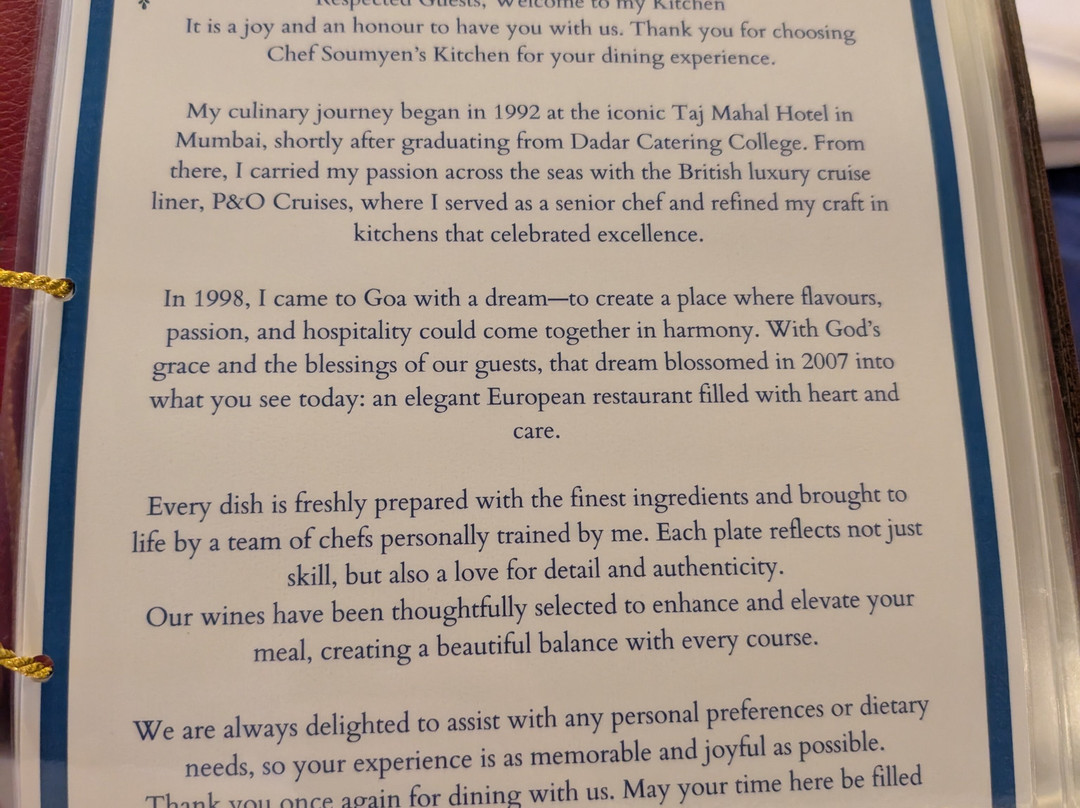 Respected Guests, Welcome to my Kitchen
It is a joy and an honour to have you with us. Thank you for choosing
Chef Soumyen's Kitchen for your dining experience.
My culinary journey began in 1992 at the iconic Taj Mahal Hotel in
Mumbai, shortly after graduating from Dadar Catering College. From
there, I carried my passion across the seas with the British luxury cruise
liner, P&O Cruises, where I served as a senior chef and refined my craft in
kitchens that celebrated excellence.
In 1998, I came to Goa with a dream—to create a place where flavours,
passion, and hospitality could come together in harmony. With God's
grace and the blessings of our guests, that dream blossomed in 2007 into
what you see today: an elegant European restaurant filled with heart and
care.
Every dish is freshly prepared with the finest ingredients and brought to
life by a team of chefs personally trained by me. Each plate reflects not just
skill, but also a love for detail and authenticity.
Our wines have been thoughtfully selected to enhance and elevate your
meal, creating a beautiful balance with every course.
We are always delighted to assist with any personal preferences or dietary
needs, so your experience is as memorable and joyful as possible.
Thank you once again for dining with us. May your time here be filled